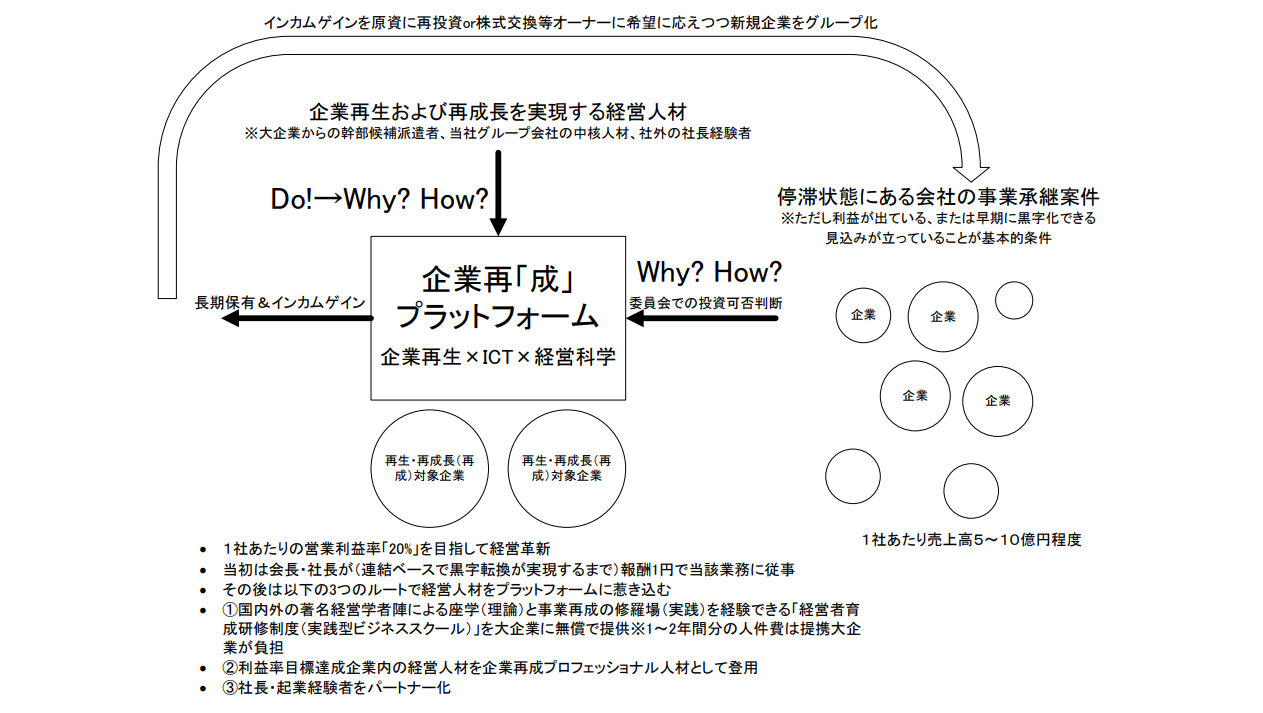 インカムゲインを原資に再投資or株式交換等オーナーに希望に応えつつ新規企業をグループ化
企業再生および再成長を実現する経営人材
※大企業からの幹部候補派遣者、当社グループ会社の中核人材、社外の社長経験者
Do!→Why? How?
停滞状態にある会社の事業承継案件
※ただし利益が出ている、または早期に黒字化できる
見込みが立っていることが基本的条件
企業再「成」
プラットフォーム
企業再生×ICT×経営科学
Why? How?
委員会での投資可否判断
長期保有＆インカムゲイン
企業
企業
企業
企業
再生・再成長（再
成）対象企業
再生・再成長（再
成）対象企業
１社あたり売上高５～１０億円程度
• １社あたりの営業利益率「20%」を目指して経営革新
• 当初は会長・社長が（連結ベースで黒字転換が実現するまで）報酬1円で当該業務に従事
• その後は以下の3つのルートで経営人材をプラットフォームに惹き込む
• ①国内外の著名経営学者陣による座学（理論）と事業再成の修羅場（実践）を経験できる「経営者育
成研修制度（実践型ビジネススクール）」を大企業に無償で提供※1～2年間分の人件費は提携大企
業が負担
• ②利益率目標達成企業内の経営人材を企業再成プロフェッショナル人材として登用
• ③社長・起業経験者をパートナー化